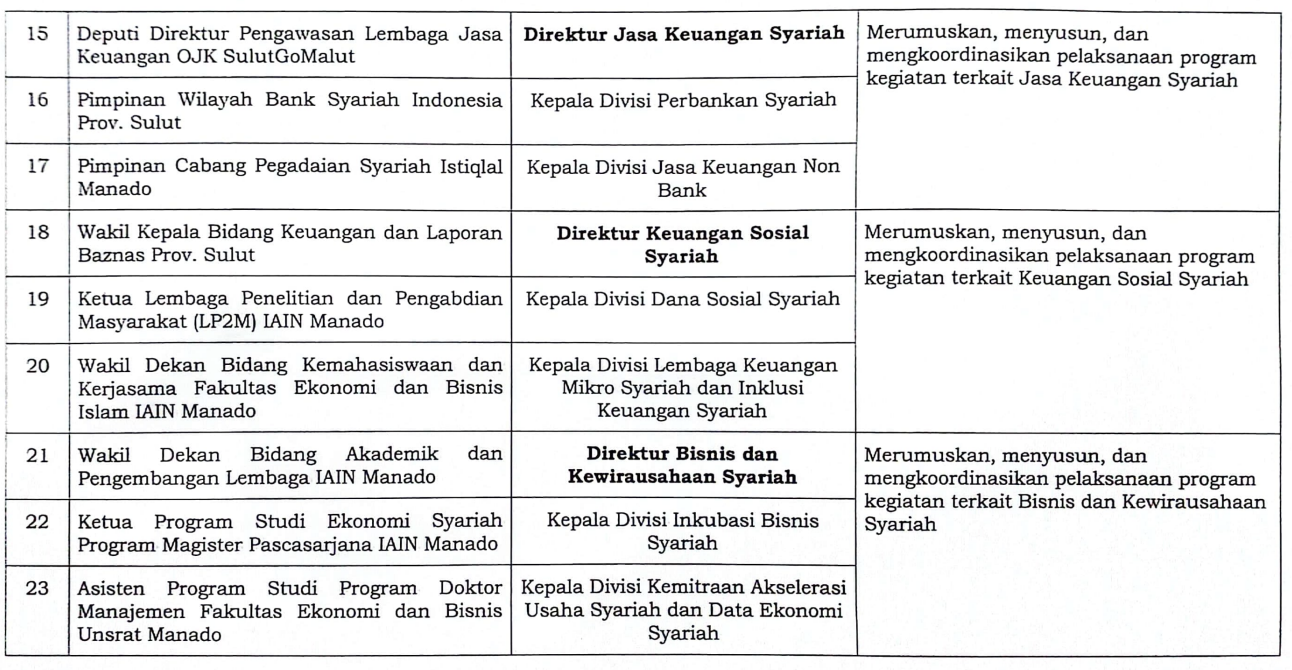 15
Deputi Direktur Pengawasan Lembaga Jasa
Keuangan OJK SulutGoMalut
Direktur Jasa Keuangan Syariah
Merumuskan, menyusun, dan
mengkoordinasikan pelaksanaan program
kegiatan terkait Jasa Keuangan Syariah
16
Pimpinan Wilayah Bank Syariah Indonesia
Prov. Sulut
Kepala Divisi Perbankan Syariah
17
Pimpinan Cabang Pegadaian Syariah Istiqlal
Manado
Kepala Divisi Jasa Keuangan Non
Bank
18
Wakil Kepala Bidang Keuangan dan Laporan
Baznas Prov. Sulut
Direktur Keuangan Sosial
Syariah
Merumuskan, menyusun, dan
mengkoordinasikan pelaksanaan program
kegiatan terkait Keuangan Sosial Syariah
19
Ketua Lembaga Penelitian dan Pengabdian
Masyarakat (LP2M) IAIN Manado
Kepala Divisi Dana Sosial Syariah
20
Wakil Dekan Bidang Kemahasiswaan dan
Kerjasama Fakultas Ekonomi dan Bisnis
Islam IAIN Manado
Kepala Divisi Lembaga Keuangan
Mikro Syariah dan Inklusi
Keuangan Syariah
21
Wakil Dekan Bidang Akademik dan
Pengembangan Lembaga IAIN Manado
Direktur Bisnis dan
Kewirausahaan Syariah
Merumuskan, menyusun, dan
mengkoordinasikan pelaksanaan program
kegiatan terkait Bisnis dan Kewirausahaan
Syariah
22
Ketua Program Studi Ekonomi Syariah
Program Magister Pascasarjana IAIN Manado
Kepala Divisi Inkubasi Bisnis
Syariah
23
Asisten Program Studi Program Doktor
Manajemen Fakultas Ekonomi dan Bisnis
Unsrat Manado
Kepala Divisi Kemitraan Akselerasi
Usaha Syariah dan Data Ekonomi
Syariah